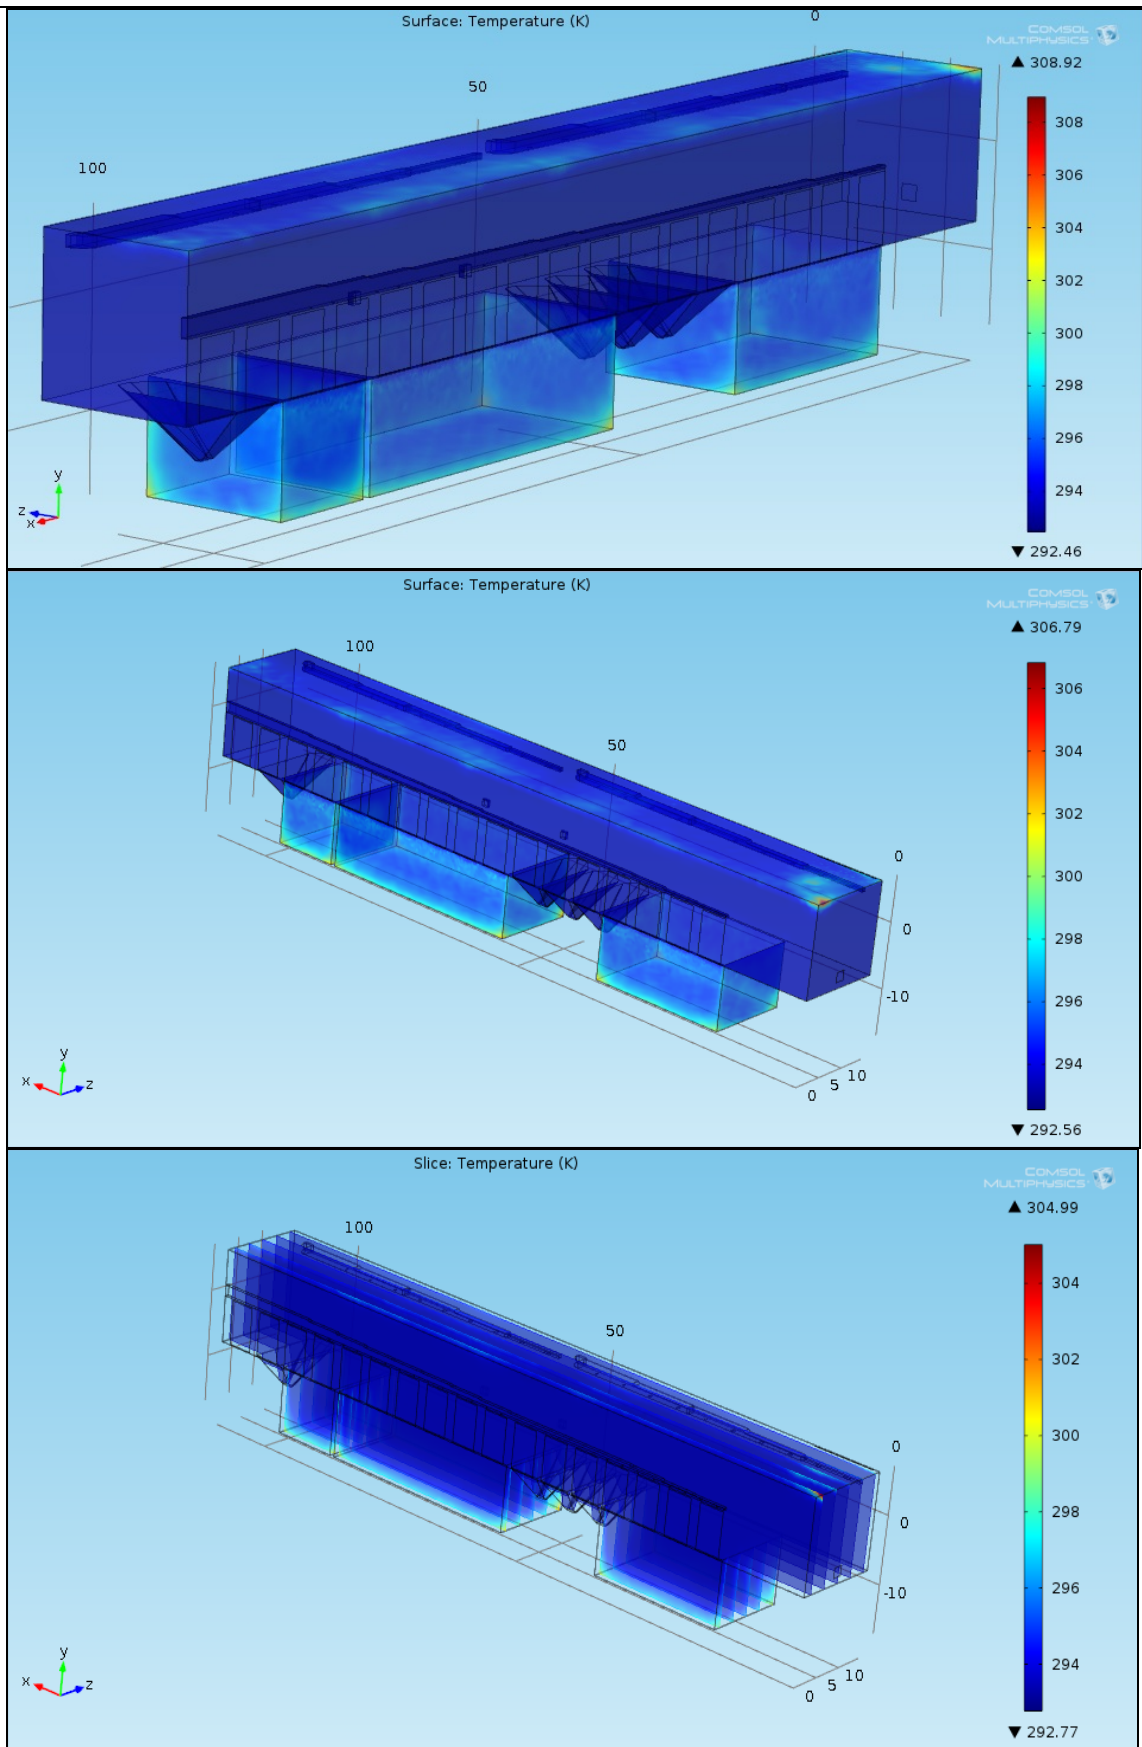 Surface: Temperature (K)
0
COMSOL
MULTIPHYSICS
▲ 308.92
50
308
100
306
304
302
300
298
296
y
294
z
x
▼ 292.46
Surface: Temperature (K)
COMSOL
MULTIPHYSICS
▲ 306.79
100
306
50
304
302
0
300
0
298
-10
296
y
294
x
z
10
5
0
▼ 292.56
Slice: Temperature (K)
COMSOL
MULTIPHYSICS
▲ 304.99
100
304
50
302
0
300
0
298
-10
296
y
294
x
z
10
5
0
▼ 292.77